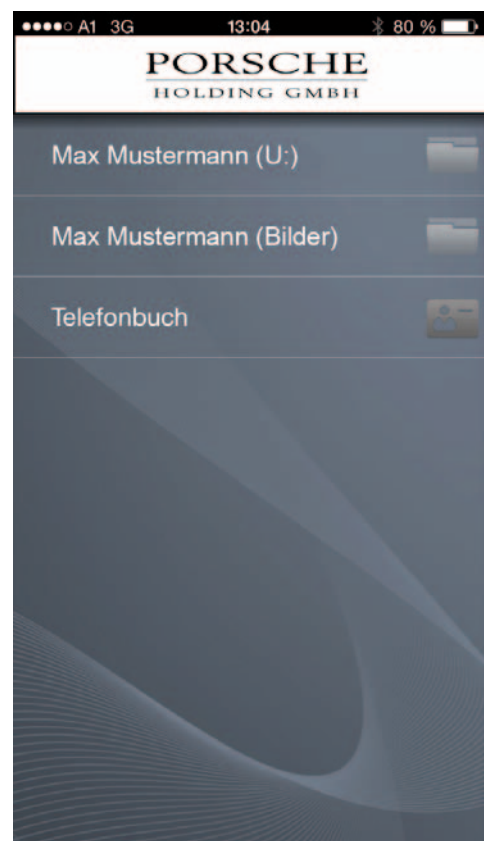 A1 3G 13:04 80 %
PORSCHE
HOLDING GMBH
Max Mustermann (U:)
Max Mustermann (Bilder)
Telefonbuch